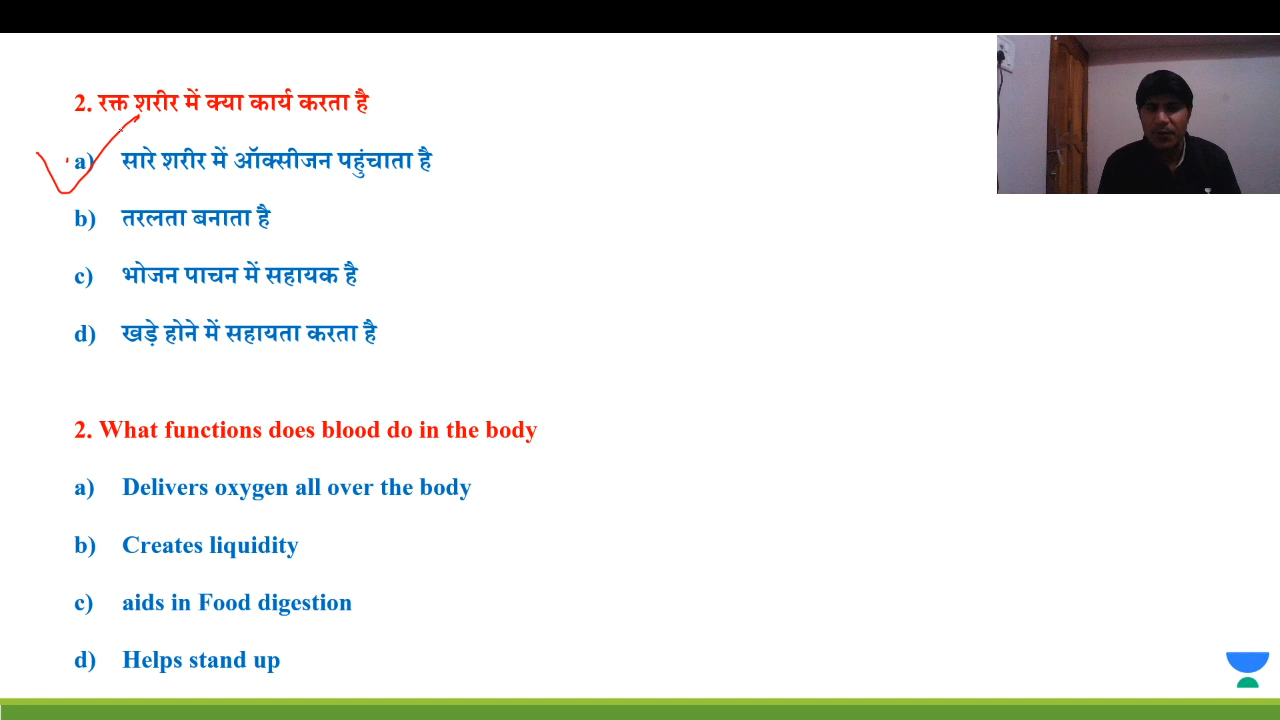 2. रक्त शरीर में क्या कार्य करता है
a) सारे शरीर में ऑक्सीजन पहुंचाता है
b) तरलता बनाता है
c) भोजन पाचन में सहायक है
d) खड़े होने में सहायता करता है
2. What functions does blood do in the body
a) Delivers oxygen all over the body
b) Creates liquidity
c) aids in Food digestion
d) Helps stand up